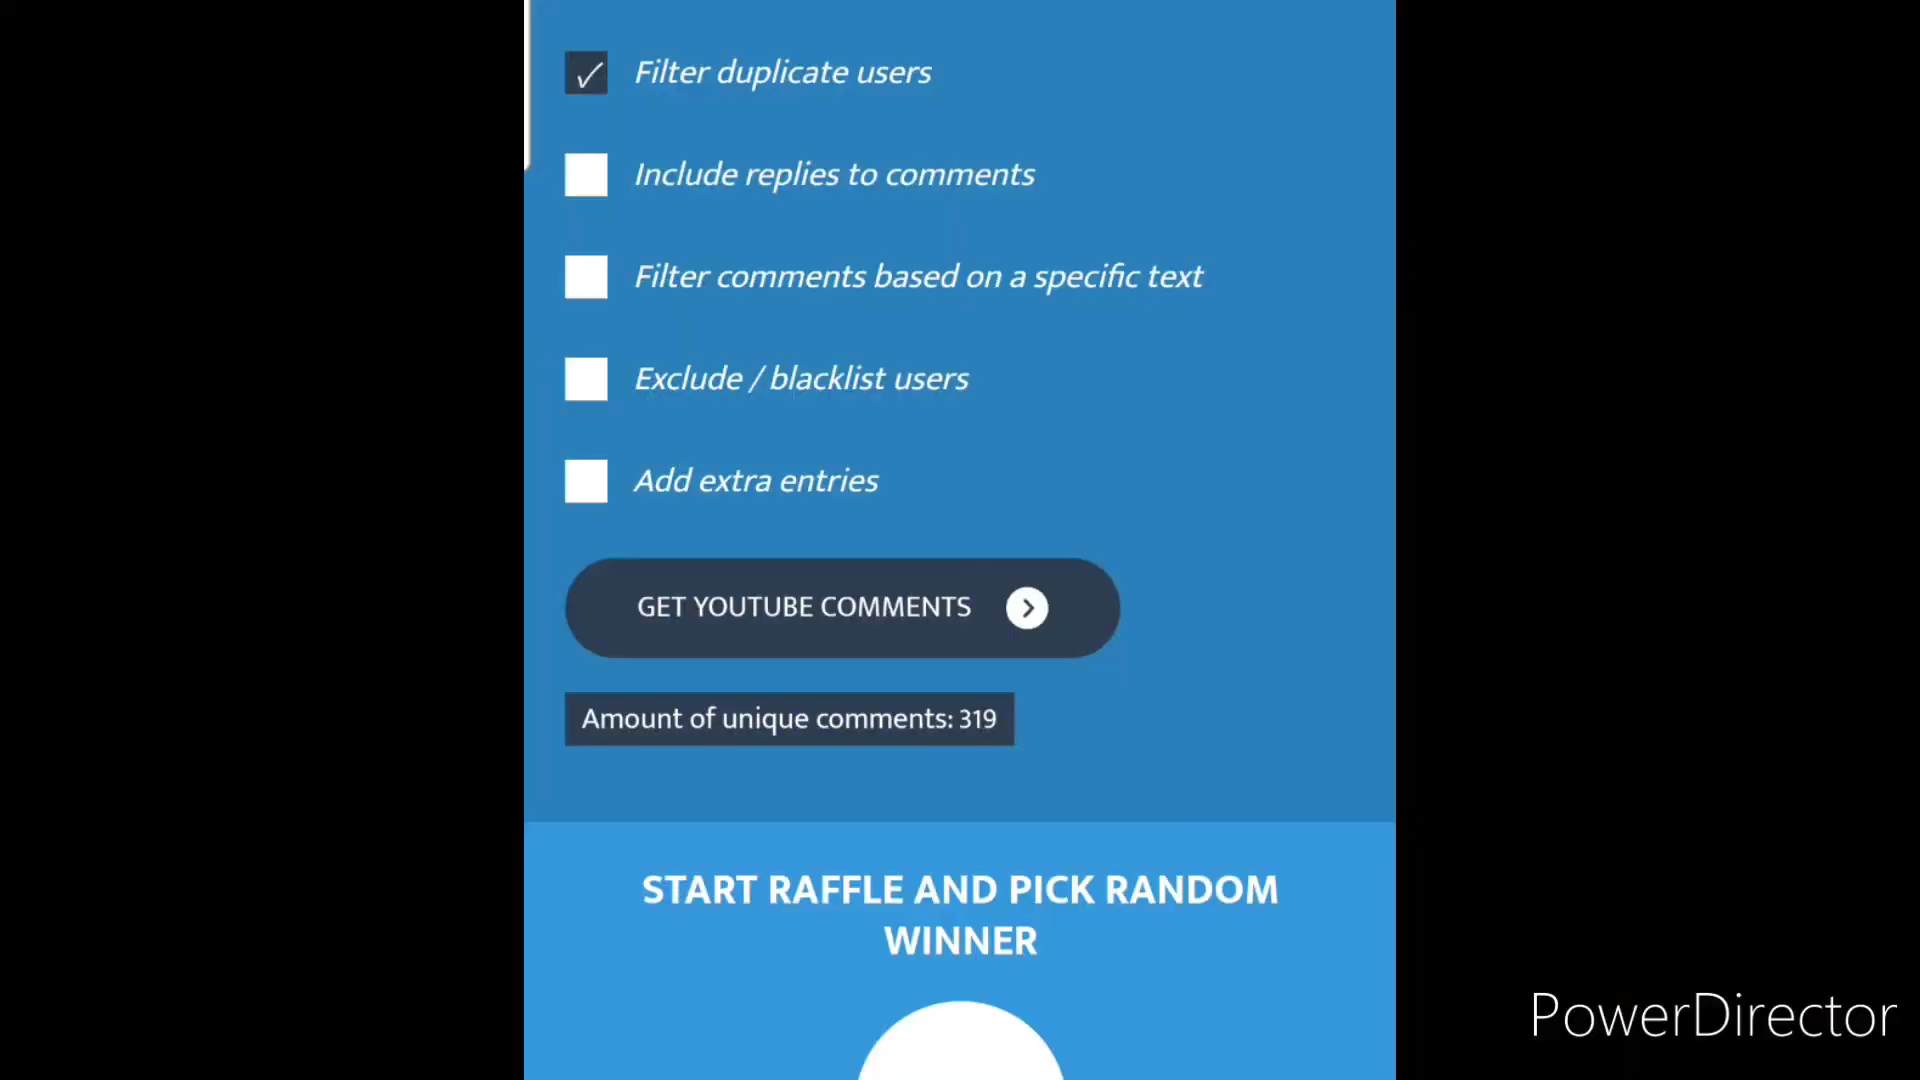 Filter duplicate users
Include replies to comments
Filter comments based on a specific text
Exclude / blacklist users
Add extra entries
GET YOUTUBE COMMENTS
Amount of unique comments: 319
START RAFFLE AND PICK RANDOM
WINNER
PowerDirector